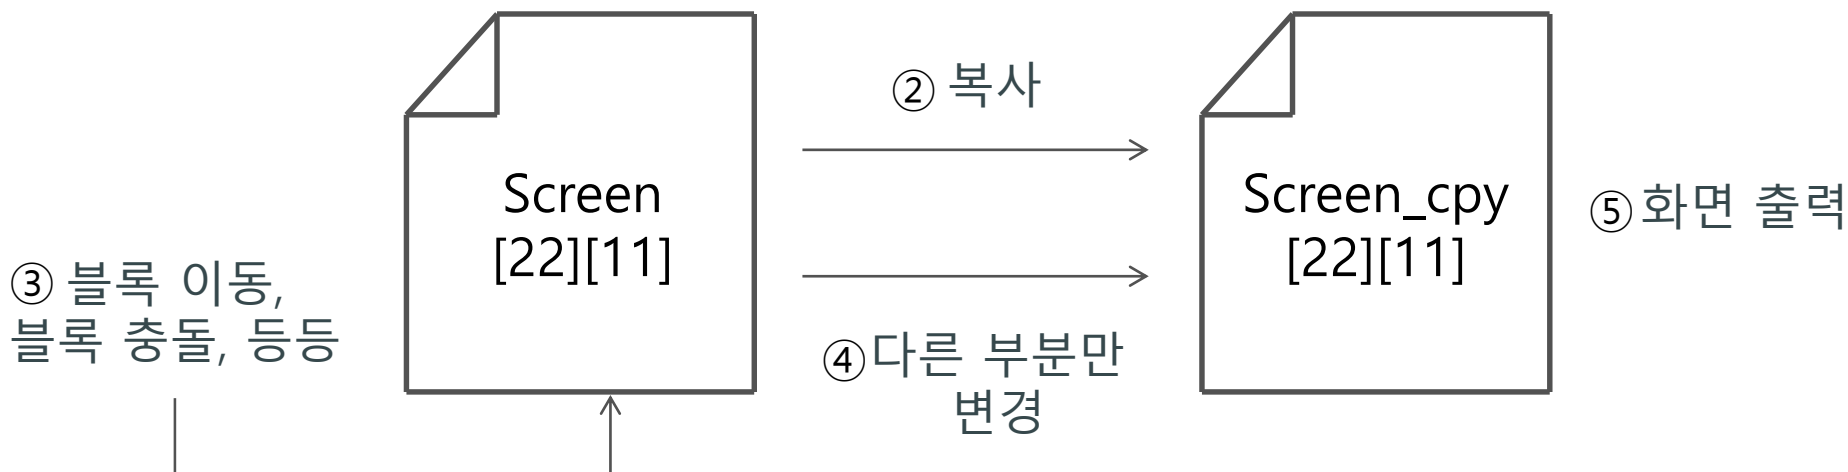 ② 복사
Screen
[22][11]
Screen_cpy
[22][11]
⑤ 화면 출력
③ 블록 이동,
블록 충돌, 등등
④ 다른 부분만
변경